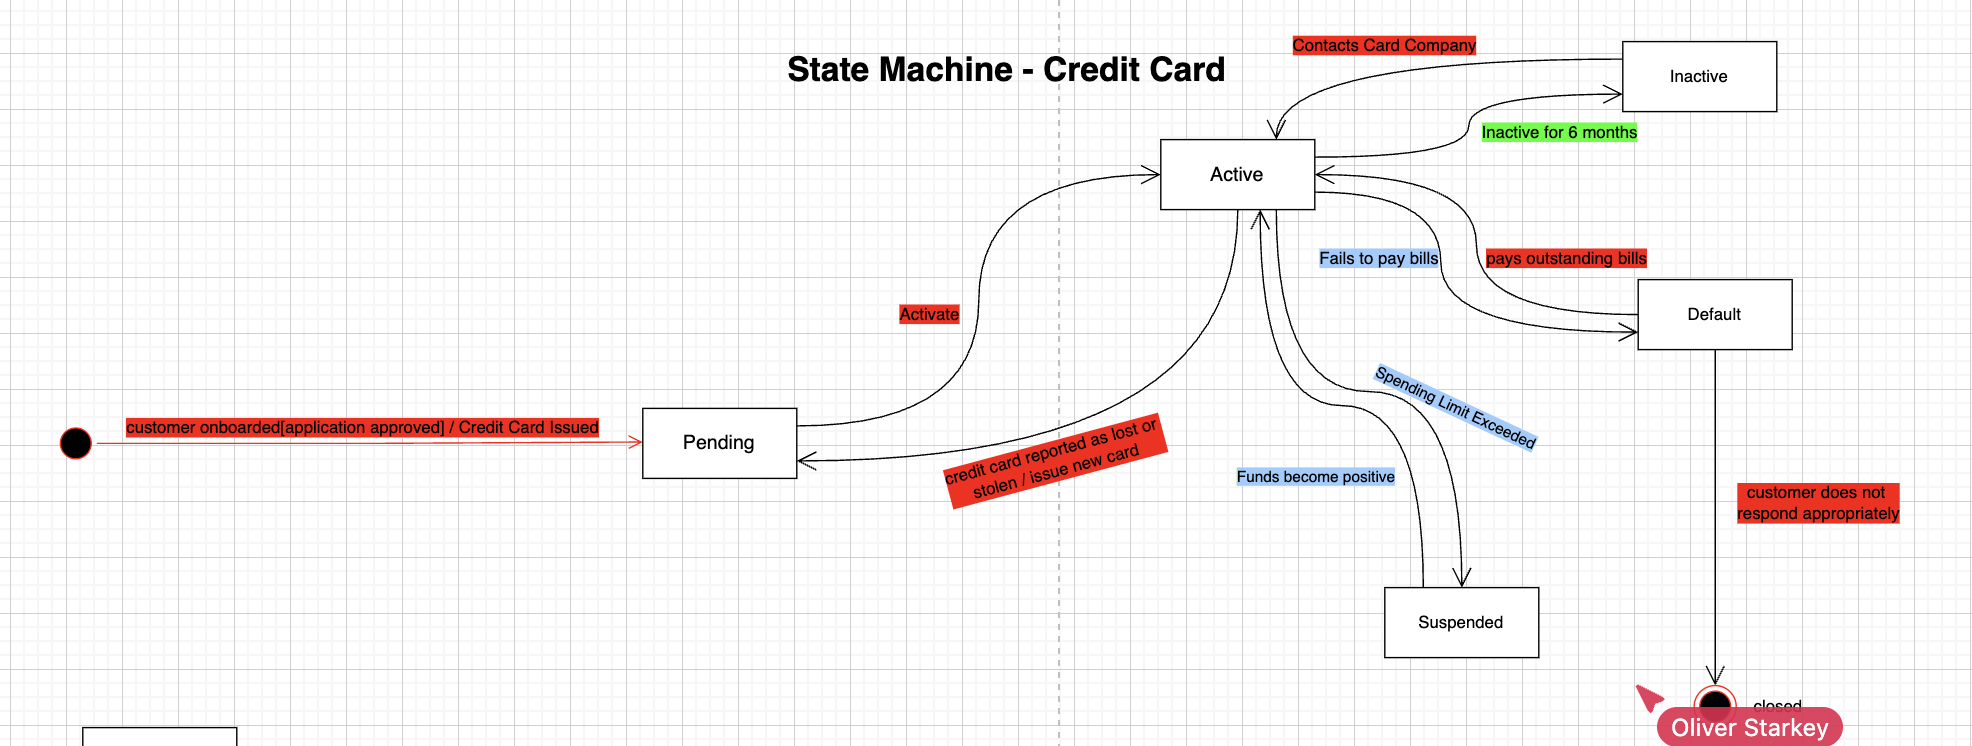 State Machine - Credit Card
Contacts Card Company
Inactive
Inactive for 6 months
Active
Fails to pay bills
pays outstanding bills
Default
Activate
Spending Limit Exceeded
customer onboarded[application approved] / Credit Card Issued
Pending
credit card reported as lost or
stolen / issue new card
Funds become positive
customer does not
respond appropriately
Suspended
closed
Oliver Starkey